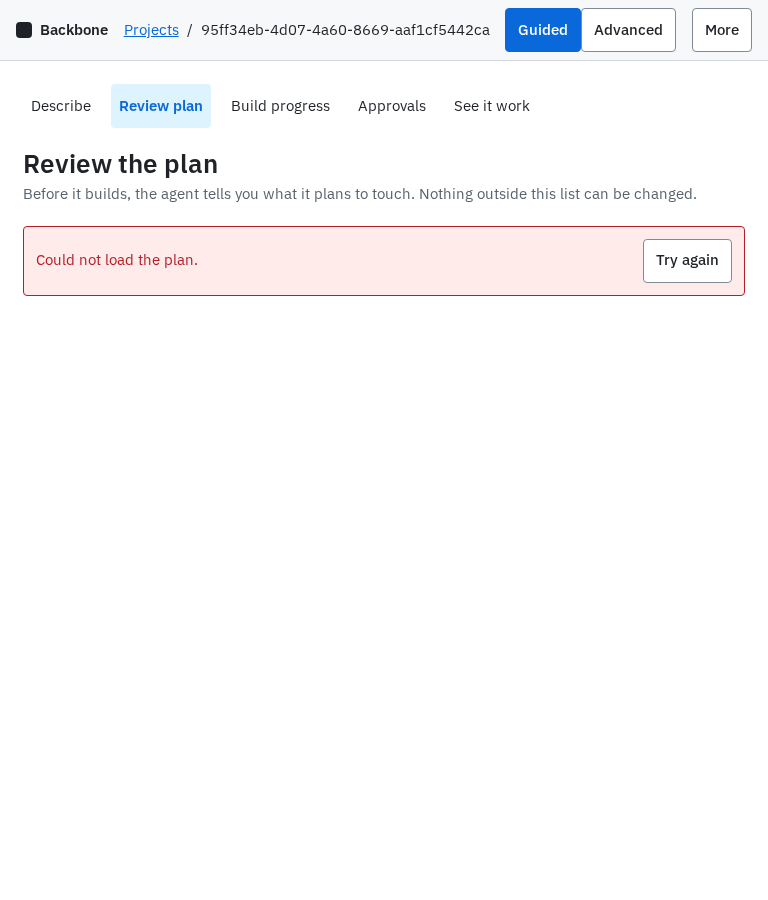 Backbone Projects / 95ff34eb-4d07-4a60-8669-aaf1cf5442ca Guided Advanced More
Describe Review plan Build progress Approvals See it work
Review the plan
Before it builds, the agent tells you what it plans to touch. Nothing outside this list can be changed.
Could not load the plan. Try again